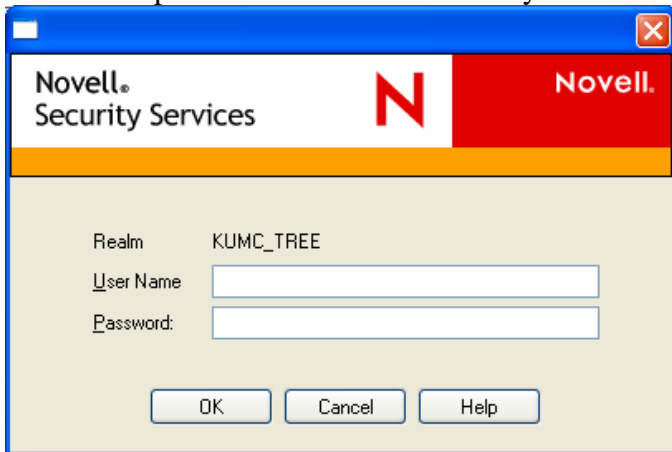 Novell.
Security Services
N
Novell.
Realm KUMC_TREE
User Name
Password:
OK Cancel Help